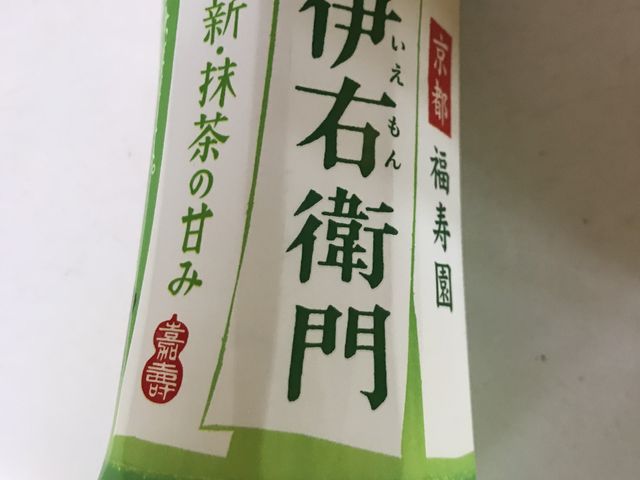 京都 福寿園
伊右衛門
いえもん
新・抹茶の甘み
嘉壽